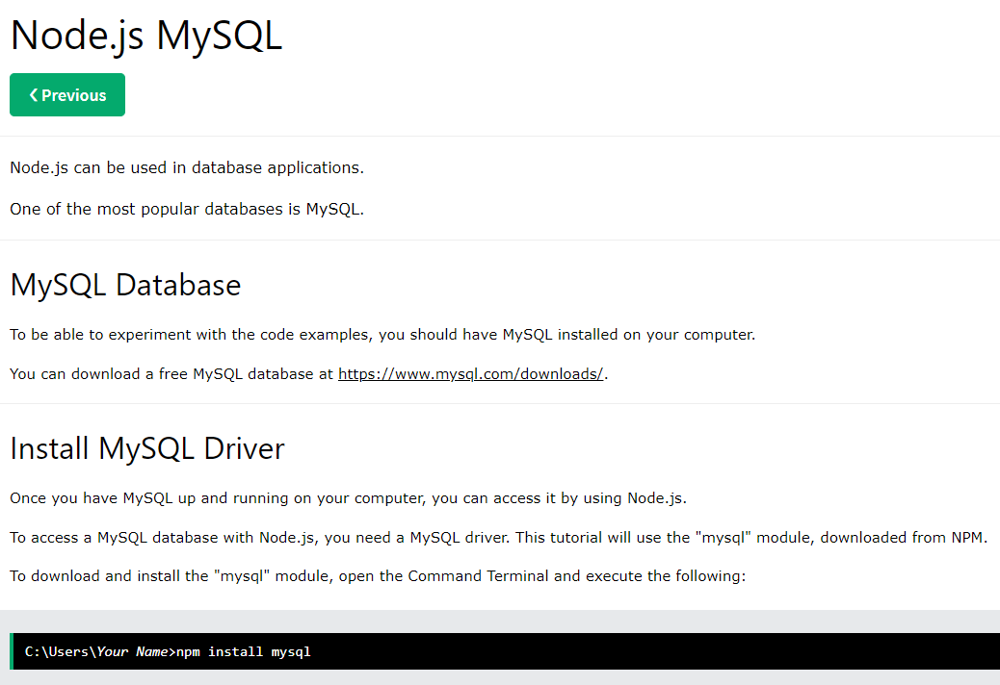 Node.js MySQL
❮ Previous
Node.js can be used in database applications.
One of the most popular databases is MySQL.
MySQL Database
To be able to experiment with the code examples, you should have MySQL installed on your computer.
You can download a free MySQL database at https://www.mysql.com/downloads/.
Install MySQL Driver
Once you have MySQL up and running on your computer, you can access it by using Node.js.
To access a MySQL database with Node.js, you need a MySQL driver. This tutorial will use the "mysql" module, downloaded from NPM.
To download and install the "mysql" module, open the Command Terminal and execute the following:
C:\Users\Your Name>npm install mysql